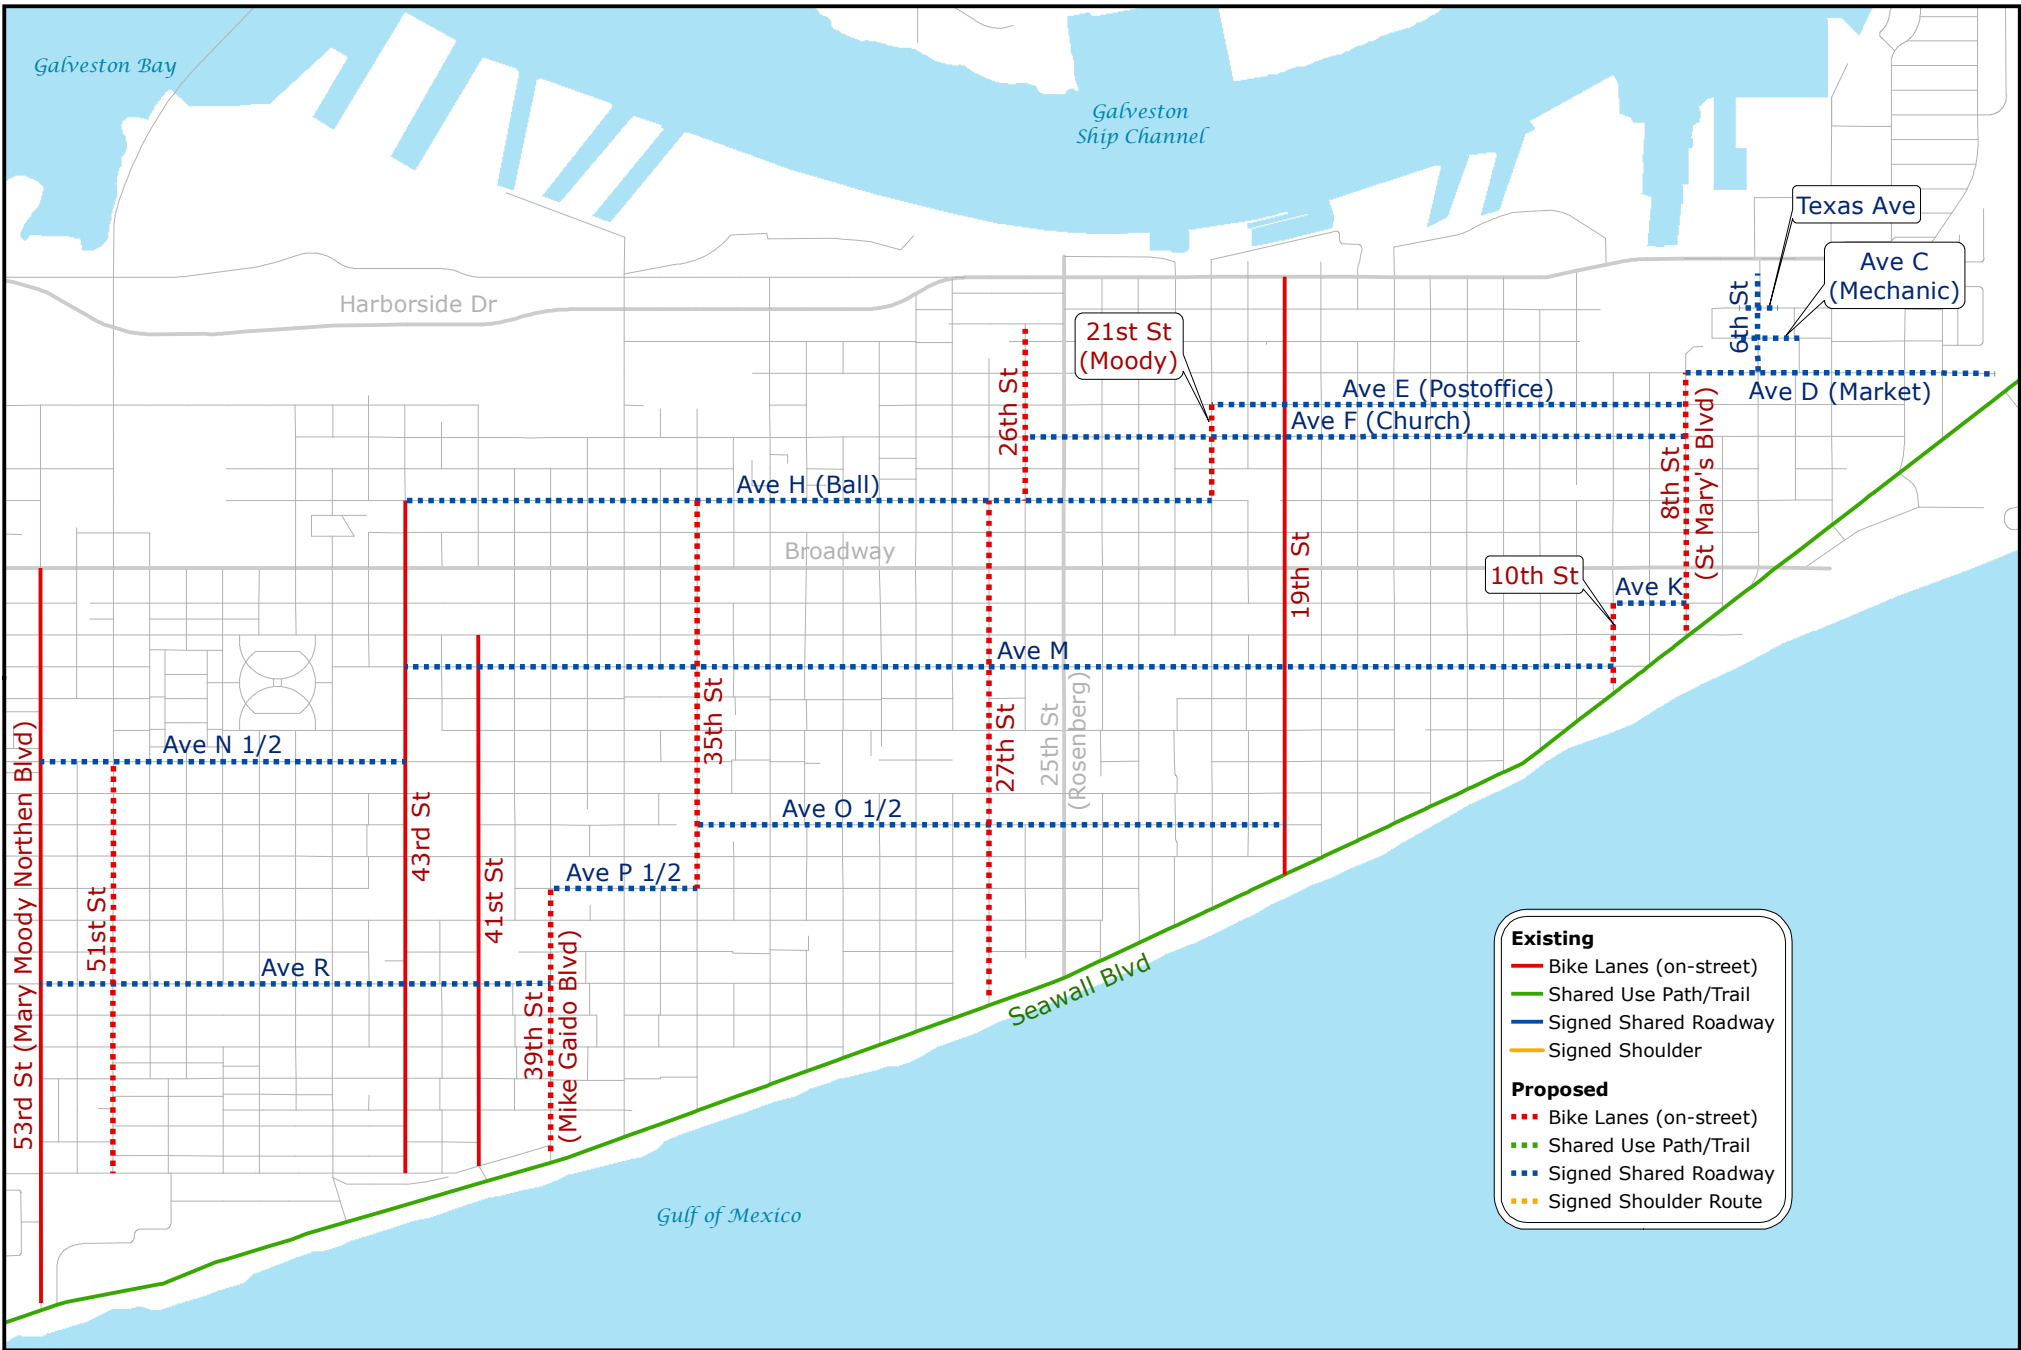 Galveston Bay
Galveston
Ship Channel
Texas Ave
Ave C
(Mechanic)
6th St
Harborside Dr
21st St
(Moody)
26th St
Ave E (Postoffice)
Ave D (Market)
Ave F (Church)
8th St
(St Mary's Blvd)
Ave H (Ball)
Broadway
19th St
10th St
Ave K
Ave M
35th St
27th St
25th St
(Rosenberg)
53rd St (Mary Moody Northen Blvd)
Ave N 1/2
43rd St
Ave O 1/2
41st St
Ave P 1/2
51st St
Ave R
39th St
(Mike Gaido Blvd)
Seawall Blvd
Gulf of Mexico
Existing
Bike Lanes (on-street)
Shared Use Path/Trail
Signed Shared Roadway
Signed Shoulder
Proposed
Bike Lanes (on-street)
Shared Use Path/Trail
Signed Shared Roadway
Signed Shoulder Route